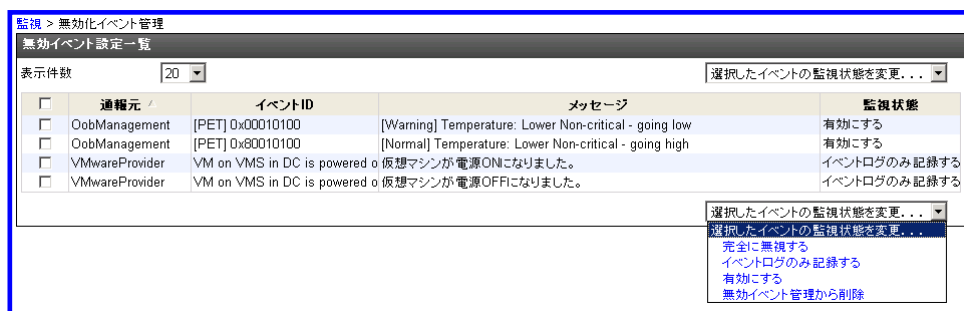 監視 > 無効化イベント管理
無効イベント設定一覧
表示件数 20 選択したイベントの監視状態を変更...
通報元 イベントID メッセージ 監視状態
OobManagement [PET] 0x00010100 [Warning] Temperature: Lower Non-critical - going low 有効にする
OobManagement [PET] 0x80010100 [Normal] Temperature: Lower Non-critical - going high 有効にする
VMwareProvider VM on VMS in DC is powered o 仮想マシンが電源ONになりました。 イベントログのみ記録する
VMwareProvider VM on VMS in DC is powered o 仮想マシンが電源OFFになりました。 イベントログのみ記録する
選択したイベントの監視状態を変更...
選択したイベントの監視状態を変更...
完全に無視する
イベントログのみ記録する
有効にする
無効イベント管理から削除